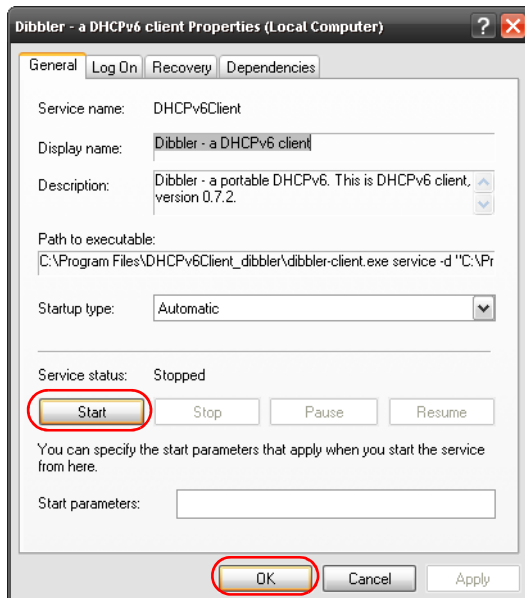 Dibbler - a DHCPv6 client Properties (Local Computer)
General Log On Recovery Dependencies
Service name: DHCPv6Client
Display name: Dibbler - a DHCPv6 client
Description: Dibbler - a portable DHCPv6. This is DHCPv6 client,
version 0.7.2.
Path to executable:
C:\Program Files\DHCPv6Client_dibbler\dibbler-client.exe service -d "C:\Pr
Startup type: Automatic
Service status: Stopped
Start Stop Pause Resume
You can specify the start parameters that apply when you start the service
from here.
Start parameters:
OK Cancel Apply